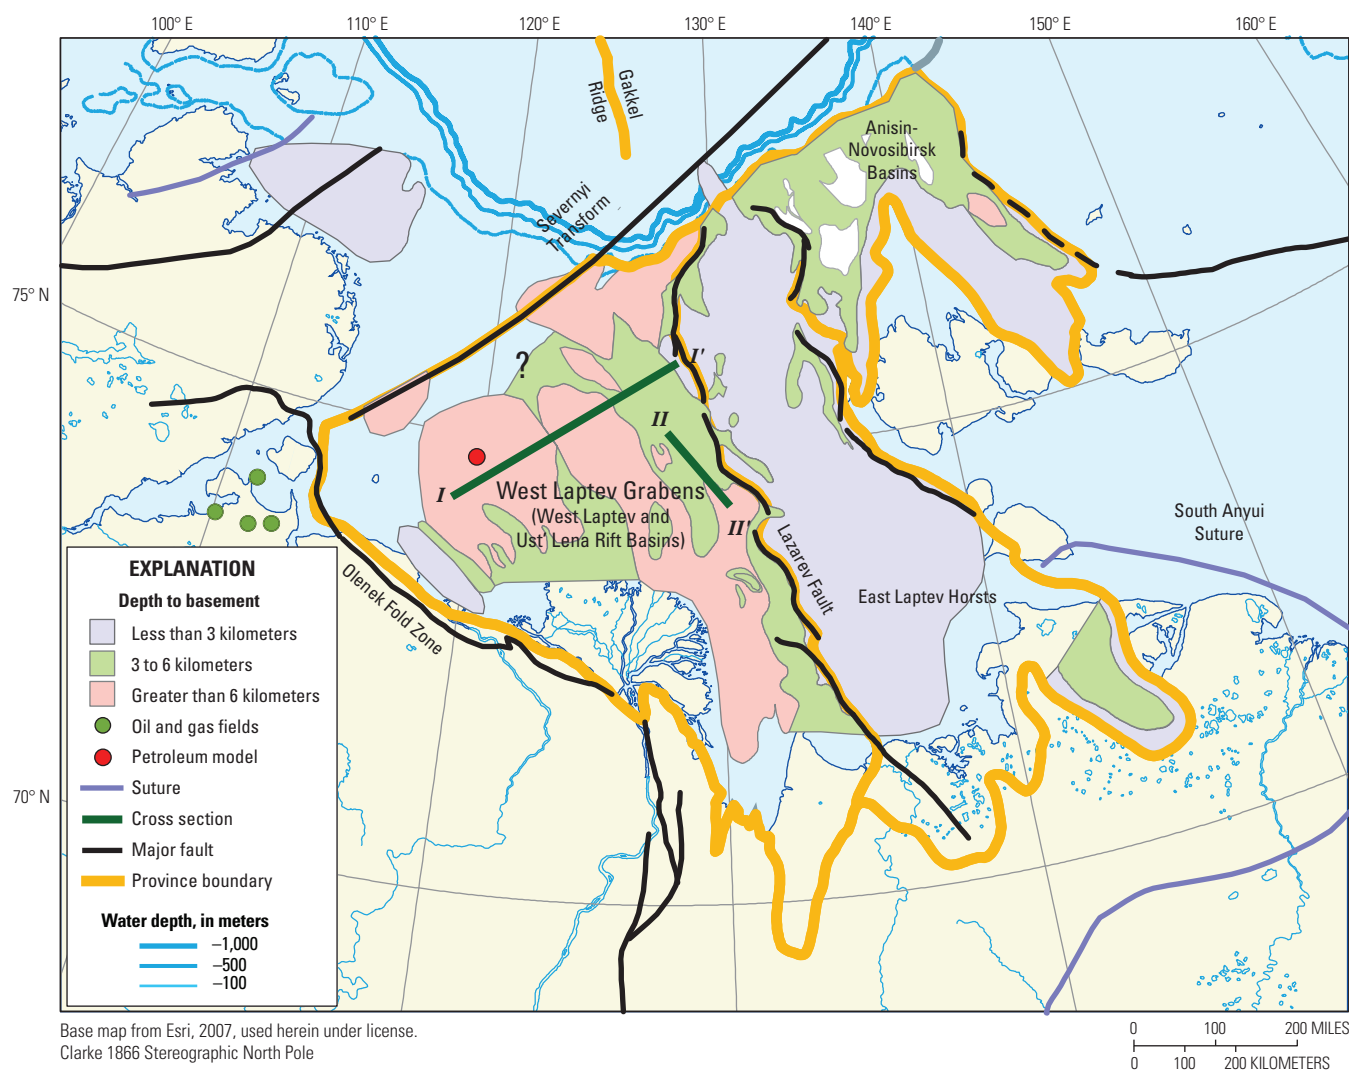 100° E
110° E
120° E
130° E
140° E
150° E
160° E
Gakkel
Ridge
Anisin-
Novosibirsk
Basins
Severnyi
Transform
75° N
?
I'
II
I
West Laptev Grabens
(West Laptev and
Ust' Lena Rift Basins)
II'
South Anyui
Suture
Lazarev Fault
East Laptev Horsts
Olenek Fold Zone
70° N
EXPLANATION
Depth to basement
Less than 3 kilometers
3 to 6 kilometers
Greater than 6 kilometers
Oil and gas fields
Petroleum model
Suture
Cross section
Major fault
Province boundary
Water depth, in meters
–1,000
–500
–100
Base map from Esri, 2007, used herein under license.
Clarke 1866 Stereographic North Pole
0 100 200 MILES
0 100 200 KILOMETERS